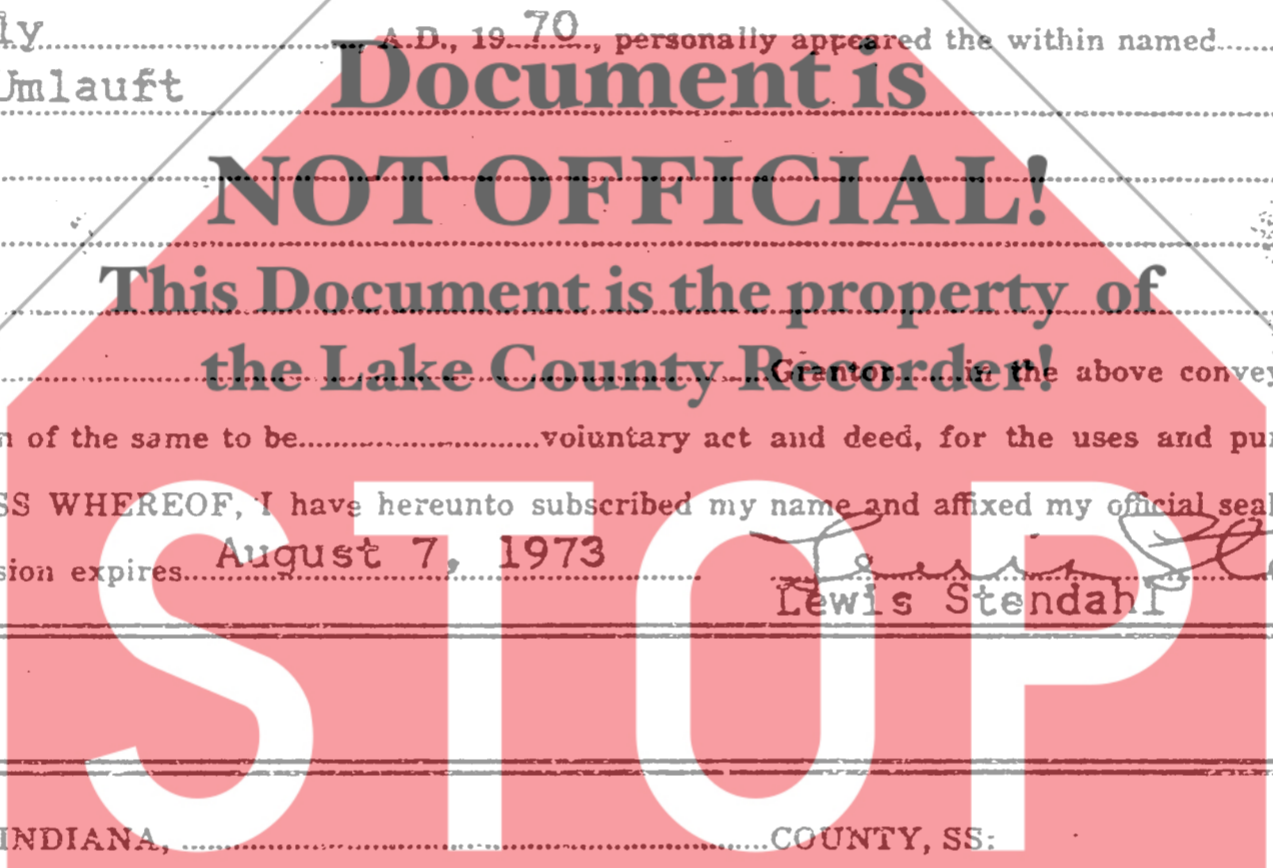 ly A.D., 19 70, personally appeared the within named
Document is
Umlauft
NOT OFFICIAL!
This Document is the property of
the Lake County Recorder!
Grantor in the above convey
n of the same to be voluntary act and deed, for the uses and pur
SS WHEREOF, I have hereunto subscribed my name and affixed my official seal
sion expires August 7, 1973
Lewis Stendahl
STOP
INDIANA, COUNTY, SS: